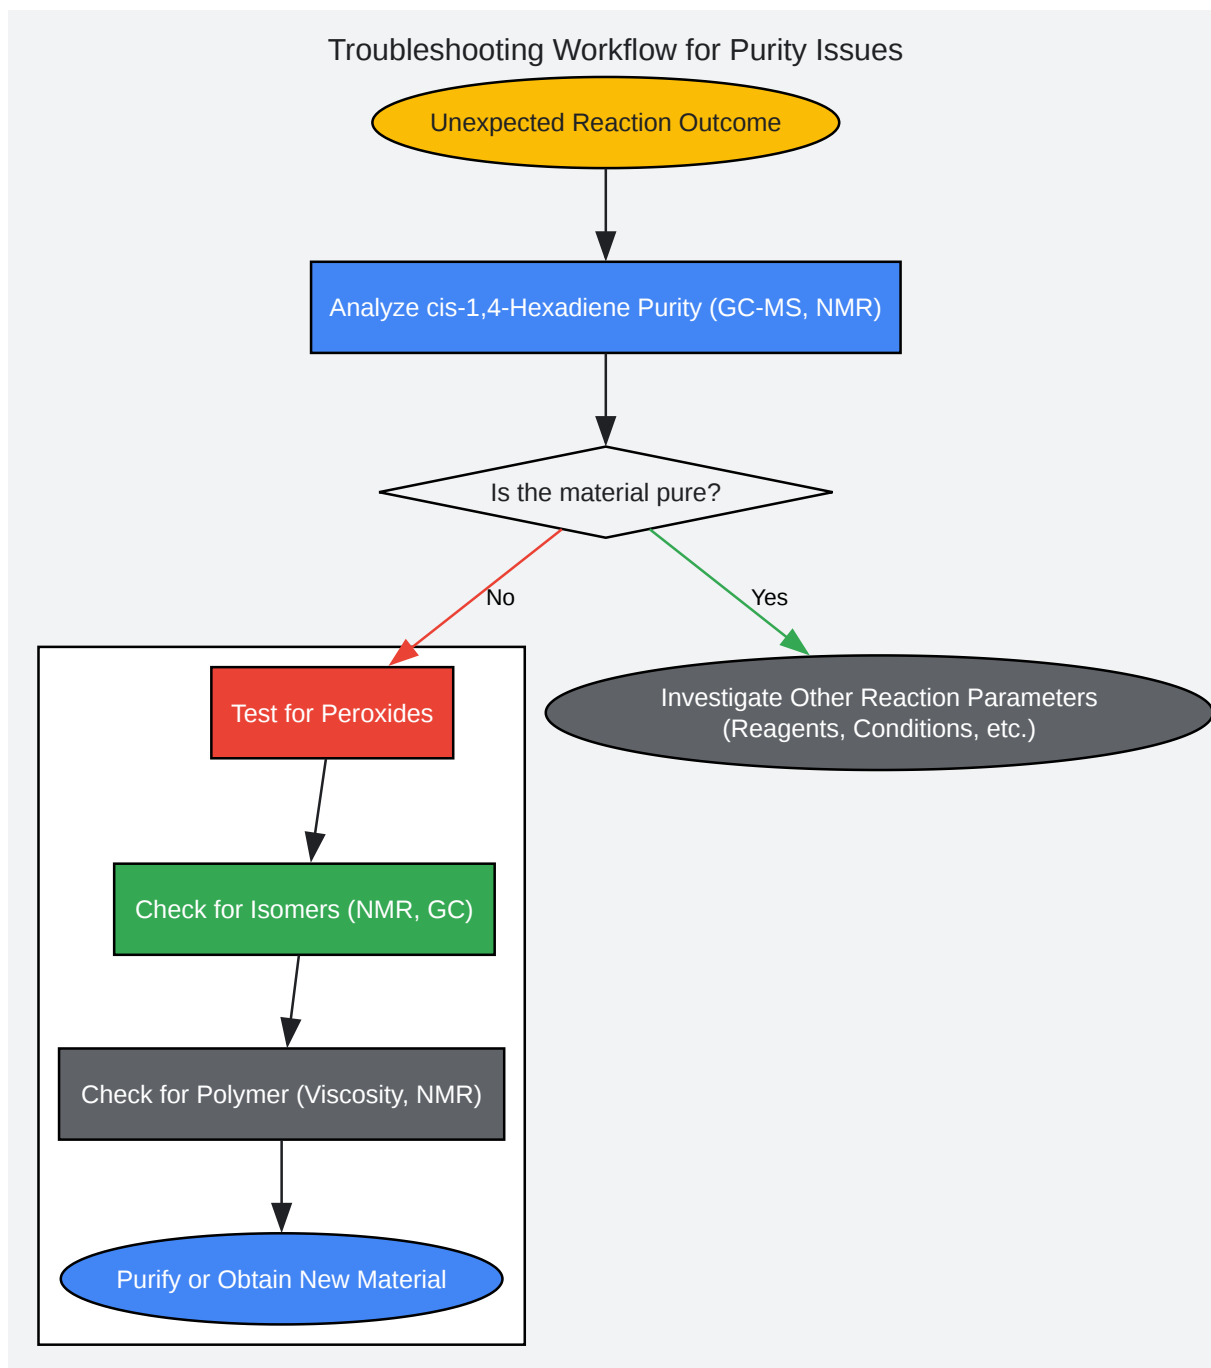 Troubleshooting Workflow for Purity Issues
Unexpected Reaction Outcome
Analyze cis-1,4-Hexadiene Purity (GC-MS, NMR)
Is the material pure?
No
Yes
Test for Peroxides
Investigate Other Reaction Parameters
(Reagents, Conditions, etc.)
Check for Isomers (NMR, GC)
Check for Polymer (Viscosity, NMR)
Purify or Obtain New Material